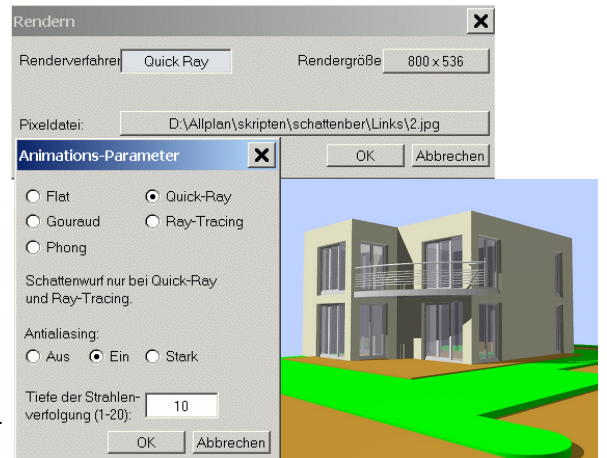 Rendern
Renderverfahren Quick Ray Rendergröße 800 x 536
Pixeldatei: D:\Allplan\skripten\schattenber\Links\2.jpg
OK Abbrechen
Animations-Parameter
Flat Quick-Ray
Gouraud Ray-Tracing
Phong
Schattenwurf nur bei Quick-Ray
und Ray-Tracing.
Antialiasing:
Aus Ein Stark
Tiefe der Strahlen-
verfolgung (1-20): 10
OK Abbrechen